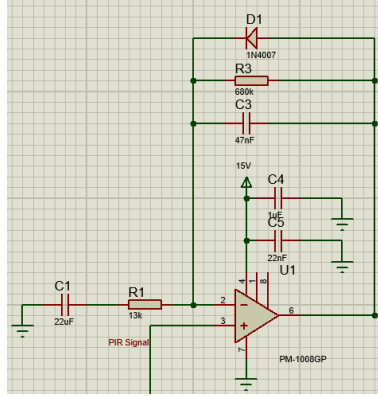 D1
1N4007
R3
680k
C3
47nF
15V
C4
1uF
C5
22nF
U1
4
1
8
C1
22uF
R1
13k
2
3
6
7
PIR Signal
PM-1008GP